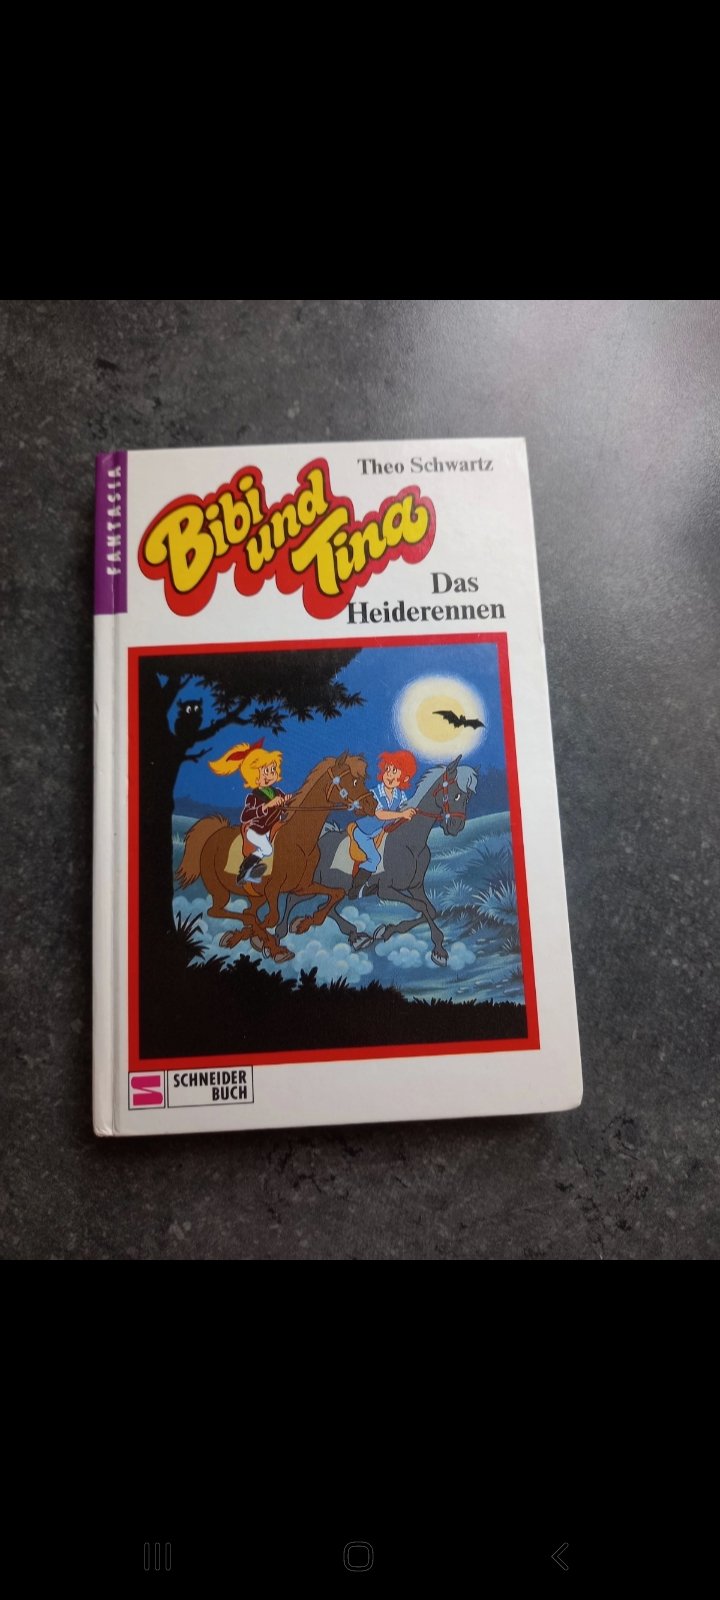 FANTASIA
Theo Schwartz
Bibi
und
Tina
Das
Heiderennen
SCHNEIDER
BUCH